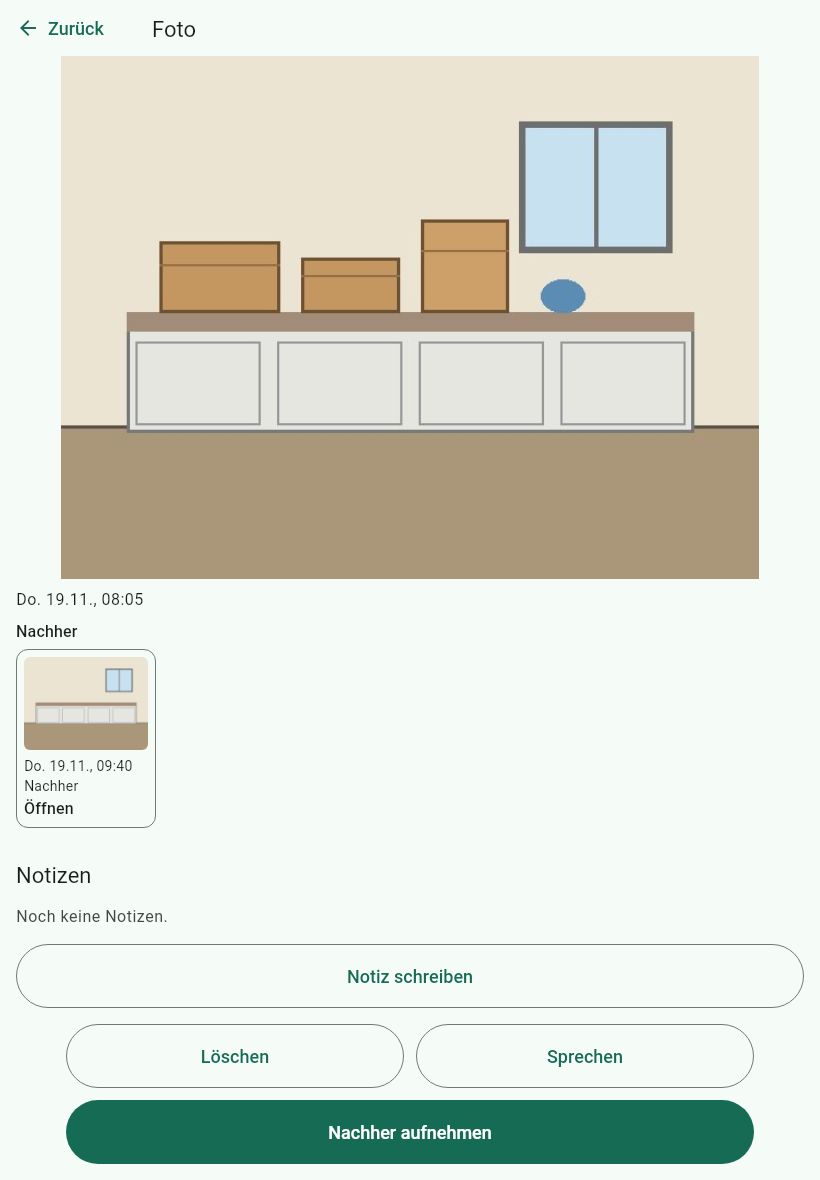 Zurück
Foto
Do. 19.11., 08:05
Nachher
Do. 19.11., 09:40
Nachher
Öffnen
Notizen
Noch keine Notizen.
Notiz schreiben
Löschen
Sprechen
Nachher aufnehmen